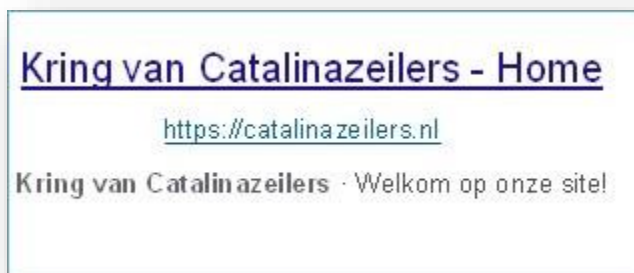 Kring van Catalinazeilers - Home
https://catalinazeilers.nl
Kring van Catalinazeilers · Welkom op onze site!